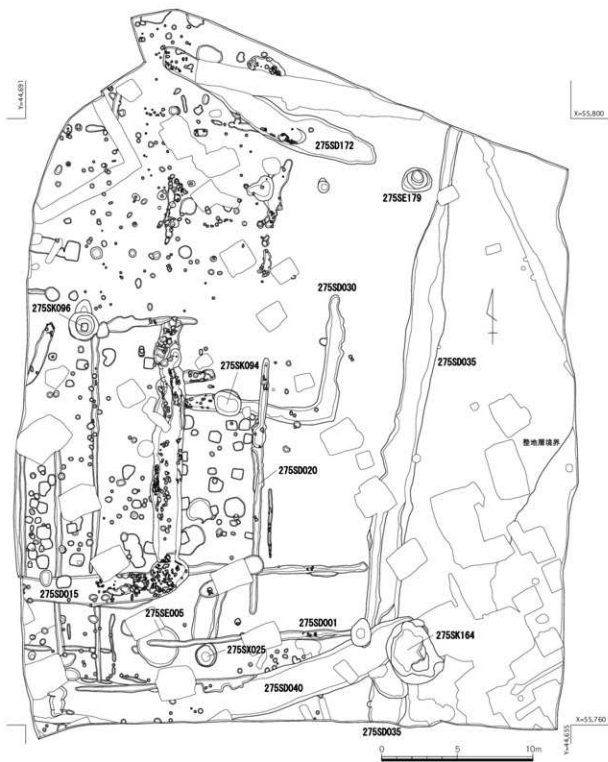 Y=44,691
X=55,800
275SD172
275SE179
275SD030
275SK096
275SK094
275SD035
整地層境界
275SD020
275SD015
275SE005
275SD001
275SX025
275SK164
275SD040
X=55,760
275SD035
Y=44,655
0 5 10m